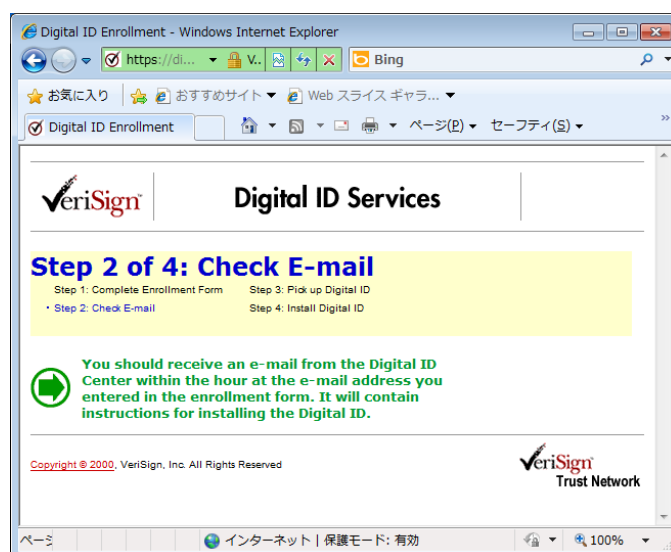 Digital ID Enrollment - Windows Internet Explorer
https://di...
V..
Bing
お気に入り
おすすめサイト
Web スライス ギャラ...
Digital ID Enrollment
ページ(P)
セーフティ(S)
»
VeriSign™
Digital ID Services
Step 2 of 4: Check E-mail
Step 1: Complete Enrollment Form Step 3: Pick up Digital ID
• Step 2: Check E-mail Step 4: Install Digital ID
You should receive an e-mail from the Digital ID
Center within the hour at the e-mail address you
entered in the enrollment form. It will contain
instructions for installing the Digital ID.
Copyright © 2000, VeriSign, Inc. All Rights Reserved
VeriSign™
Trust Network
インターネット | 保護モード: 有効
100%